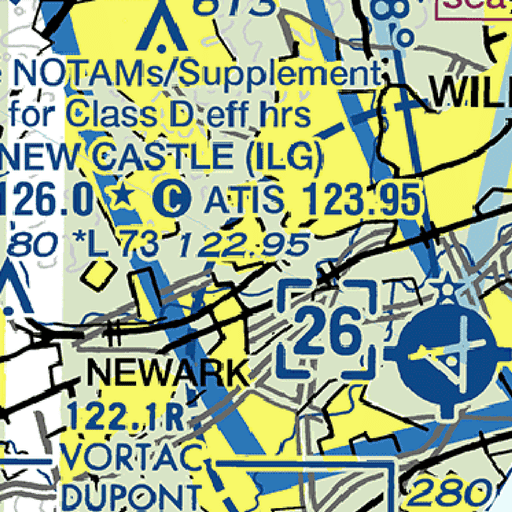 NOTAMs/Supplement
for Class D eff hrs
NEW CASTLE (ILG)
126.0 ★ C ATIS 123.95
80 *L 73 122.95
26
NEWARK
122.1R
VORTAC
DUPONT
280